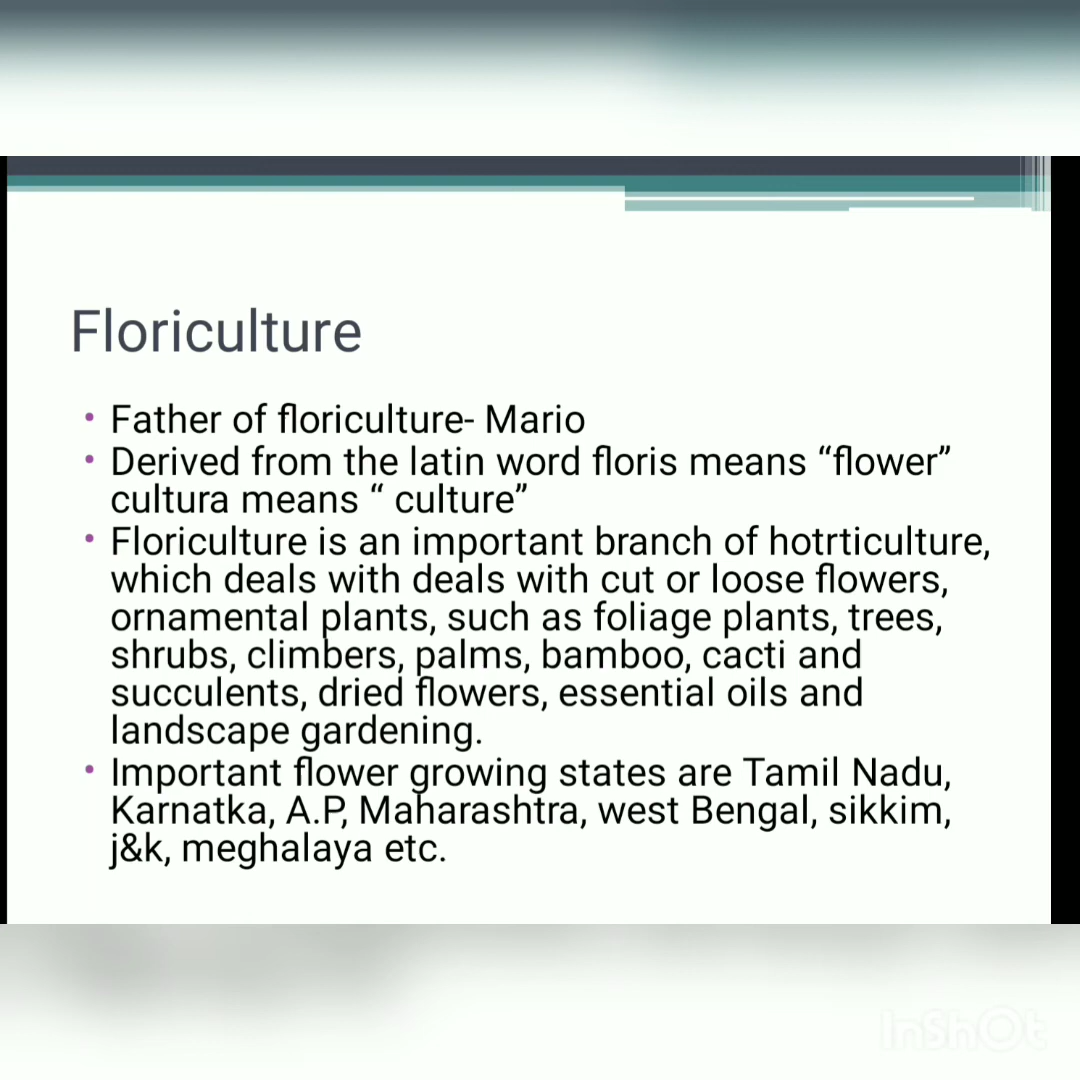 Floriculture
• Father of floriculture- Mario
• Derived from the latin word floris means “flower”
cultura means “ culture”
• Floriculture is an important branch of hotrticulture,
which deals with deals with cut or loose flowers,
ornamental plants, such as foliage plants, trees,
shrubs, climbers, palms, bamboo, cacti and
succulents, dried flowers, essential oils and
landscape gardening.
• Important flower growing states are Tamil Nadu,
Karnatka, A.P, Maharashtra, west Bengal, sikkim,
j&k, meghalaya etc.
InShOt